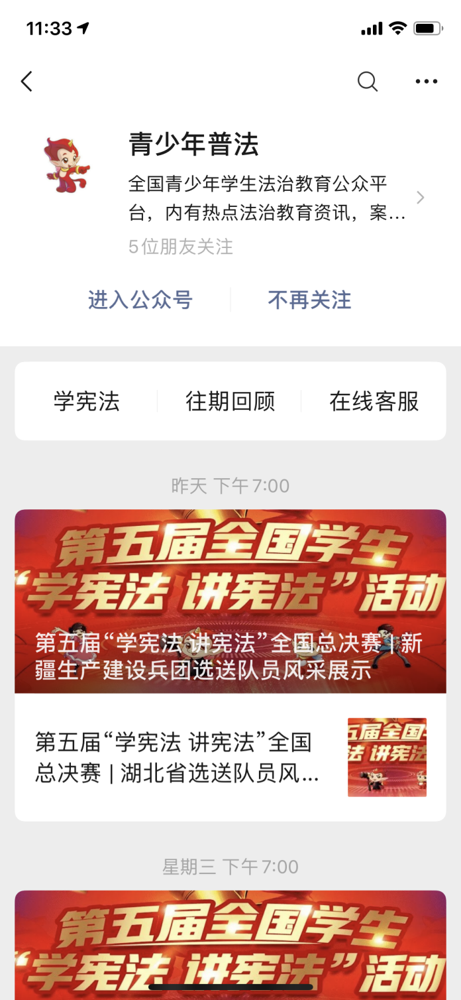 11:33
青少年普法
全国青少年学生法治教育公众平
台，内有热点法治教育资讯，案...
5位朋友关注
进入公众号
不再关注
学宪法
往期回顾
在线客服
昨天 下午7:00
第五届全国学生
“学宪法 讲宪法”活动
第五届“学宪法 讲宪法”全国总决赛 | 新
疆生产建设兵团选送队员风采展示
第五届“学宪法 讲宪法”全国
总决赛 | 湖北省选送队员风...
五届全国
法 讲宪法
星期三 下午7:00
第五届全国学生
“学宪法 讲宪法”活动